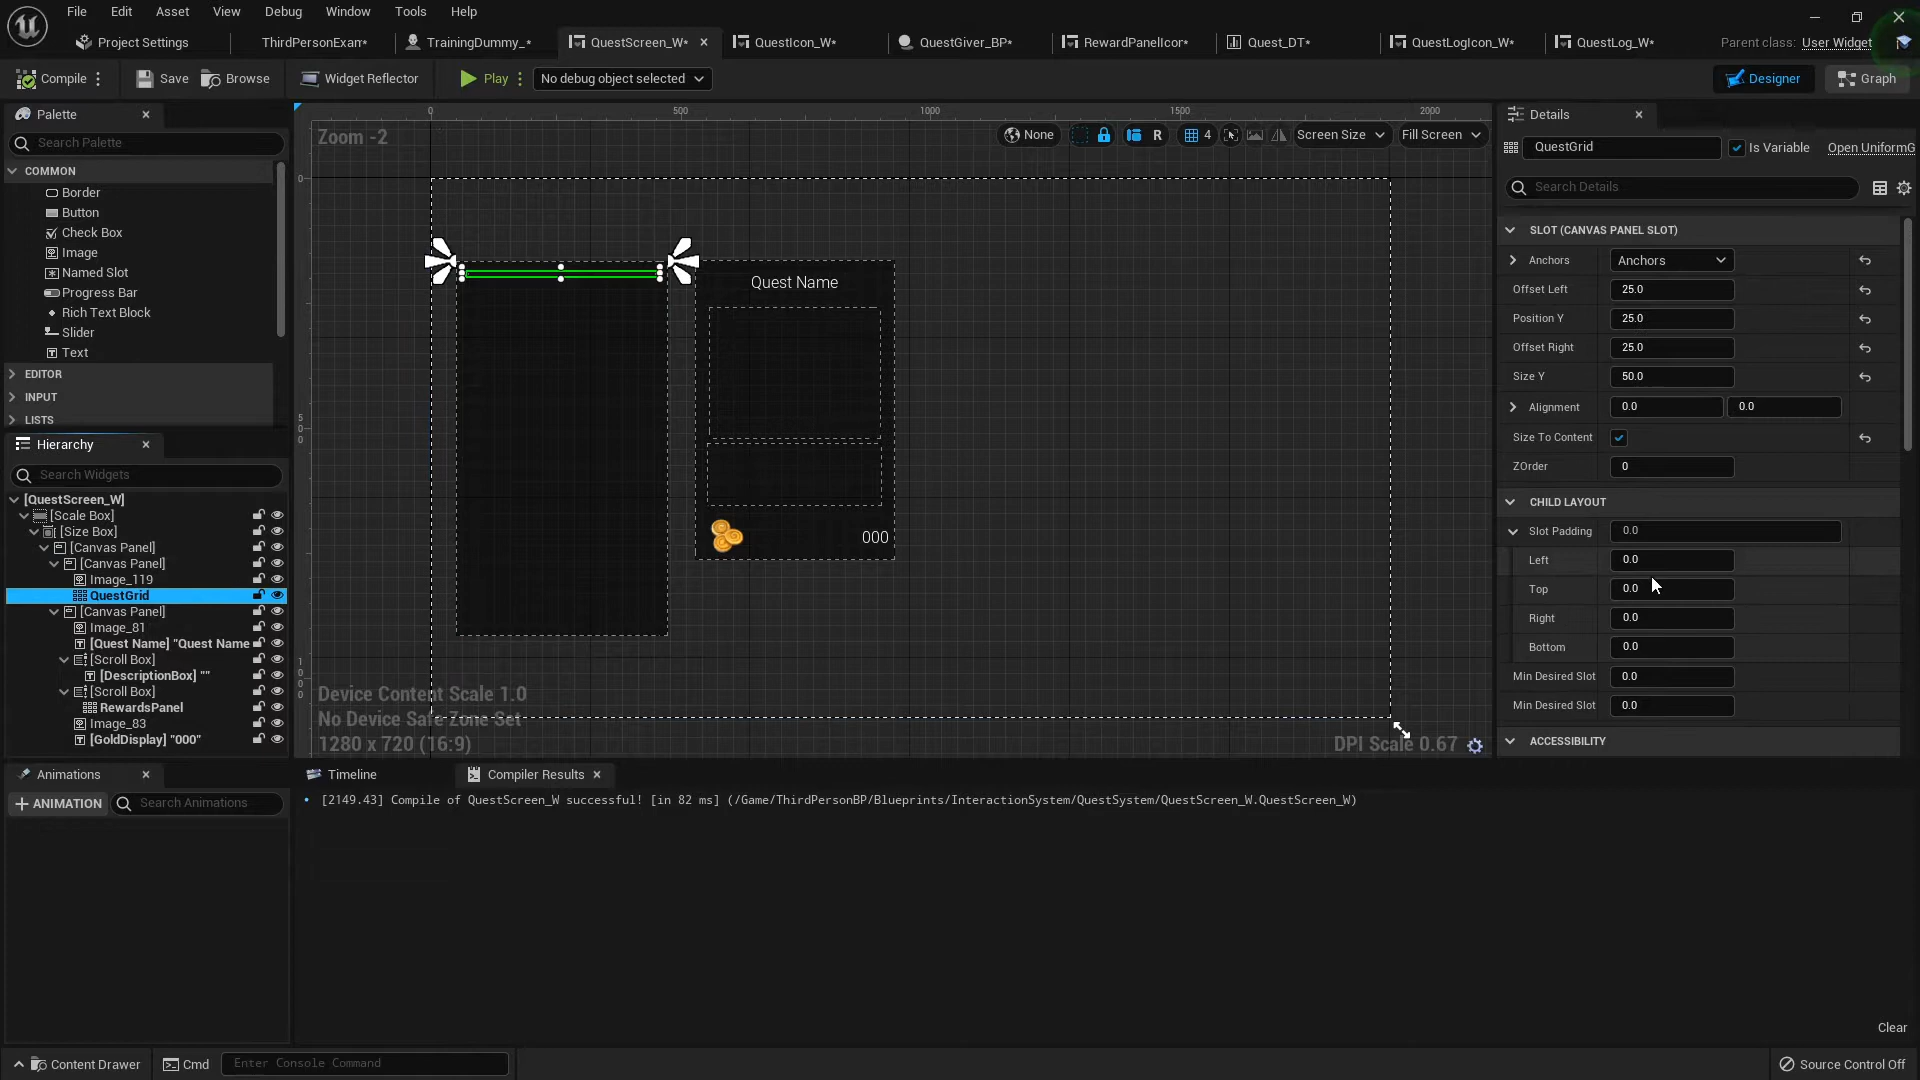 File Edit Asset View Debug Window Tools Help
Project Settings ThirdPersonExam* TrainingDummy_* QuestScreen_W* QuestIcon_W* QuestGiver_BP* RewardPanelIcon* Quest_DT* QuestLogIcon_W* QuestLog_W* Parent class: User Widget
Compile Save Browse Widget Reflector Play No debug object selected Designer Graph
Palette
Search Palette
COMMON
Border
Button
Check Box
Image
Named Slot
Progress Bar
Rich Text Block
Slider
Text
EDITOR
INPUT
LISTS
Hierarchy
Search Widgets
[QuestScreen_W]
[Scale Box]
[Size Box]
[Canvas Panel]
[Canvas Panel]
Image_119
QuestGrid
[Canvas Panel]
Image_81
[Quest Name] "Quest Name
[Scroll Box]
[DescriptionBox] ""
[Scroll Box]
RewardsPanel
Image_83
[GoldDisplay] "000"
Animations
ANIMATION Search Animations
0 500 1000 1500 2000
Zoom -2
None R 4 Screen Size Fill Screen
0
500
1000
Quest Name
000
Device Content Scale 1.0
No Device Safe Zone Set
1280 x 720 (16:9)
DPI Scale 0.67
Timeline Compiler Results
[2149.43] Compile of QuestScreen_W successful! [in 82 ms] (/Game/ThirdPersonBP/Blueprints/InteractionSystem/QuestSystem/QuestScreen_W.QuestScreen_W)
Clear
Details
QuestGrid Is Variable Open UniformG
Search Details
SLOT (CANVAS PANEL SLOT)
Anchors Anchors
Offset Left 25.0
Position Y 25.0
Offset Right 25.0
Size Y 50.0
Alignment 0.0 0.0
Size To Content
ZOrder 0
CHILD LAYOUT
Slot Padding 0.0
Left 0.0
Top 0.0
Right 0.0
Bottom 0.0
Min Desired Slot 0.0
Min Desired Slot 0.0
ACCESSIBILITY
Content Drawer Cmd Enter Console Command Source Control Off